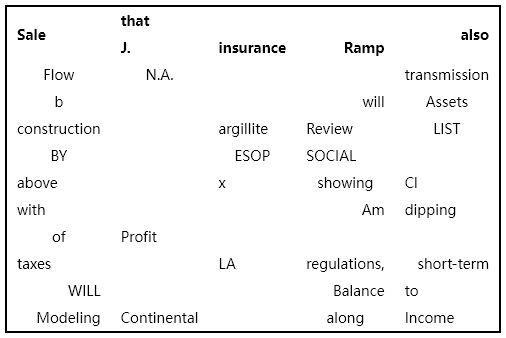 Sale that J. insurance Ramp also
Flow N.A. transmission
b will Assets
construction argillite Review LIST
BY ESOP SOCIAL
above x showing CI
with Am dipping
of Profit
taxes LA regulations, short-term
WILL Balance to
Modeling Continental along Income